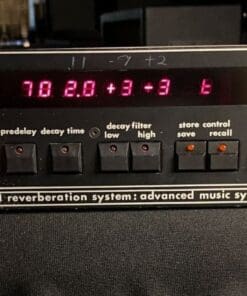 11 -7 +2
70 2.0 +3 +3 t
predelay decay time decay filter store control
low high save recall
reverberation system: advanced music sy